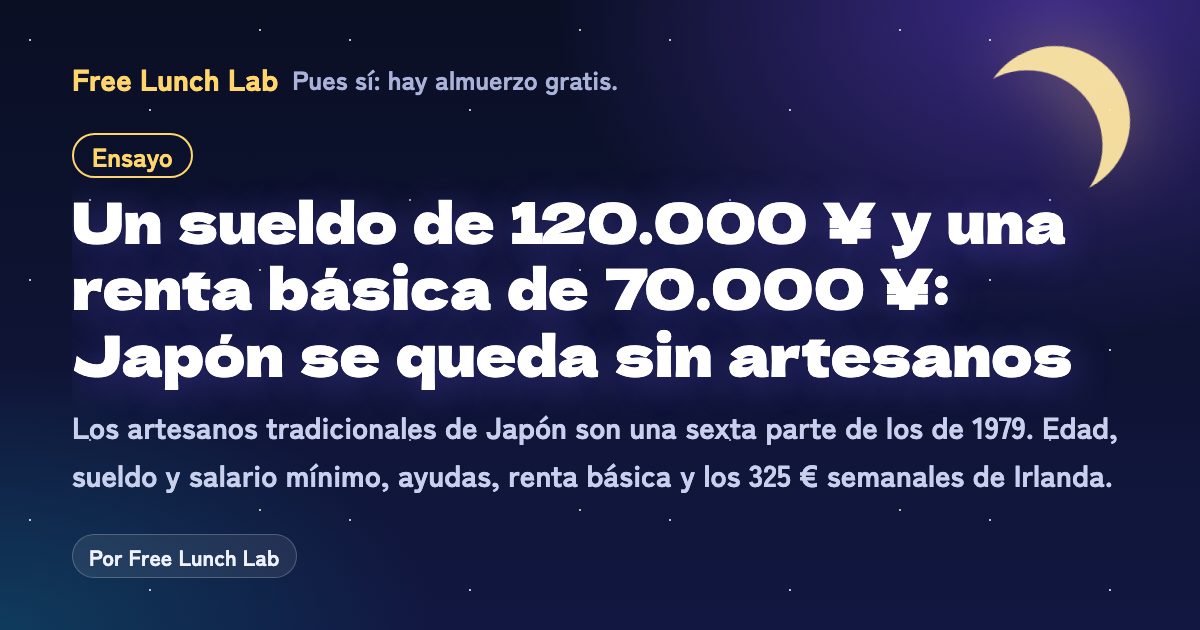 Free Lunch Lab Pues sí: hay almuerzo gratis.
Ensayo
Un sueldo de 120.000 ¥ y una
renta básica de 70.000 ¥:
Japón se queda sin artesanos
Los artesanos tradicionales de Japón son una sexta parte de los de 1979. Edad,
sueldo y salario mínimo, ayudas, renta básica y los 325 € semanales de Irlanda.
Por Free Lunch Lab